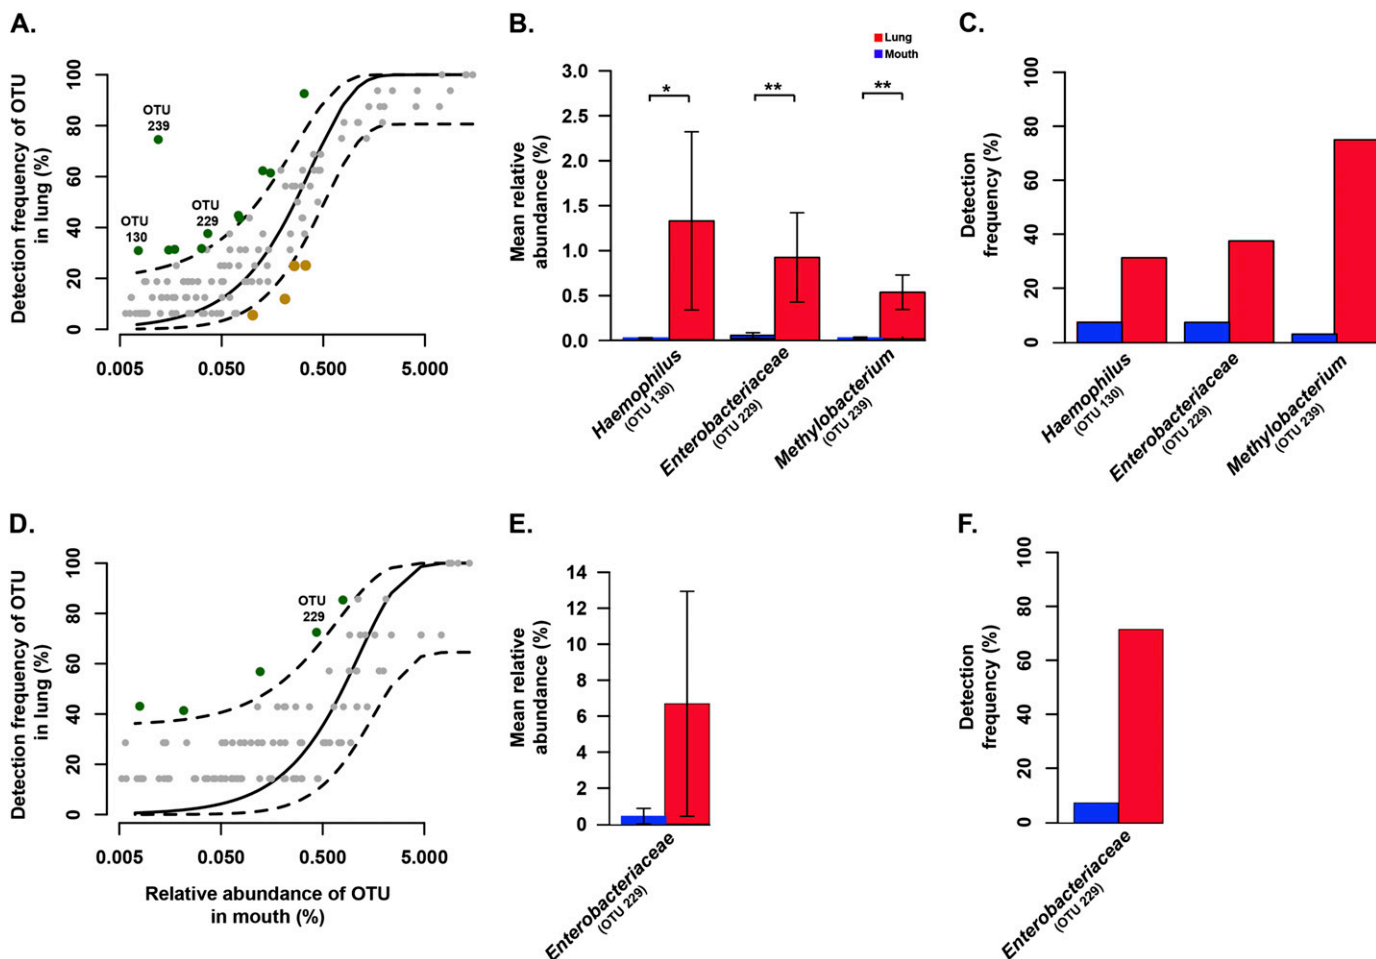 A.
Detection frequency of OTU
in lung (%)
100
80
60
40
20
0
OTU
239
OTU
229
OTU
130
0.005
0.050
0.500
5.000
B.
Lung
Mouth
Mean relative
abundance (%)
3.0
2.5
2.0
1.5
1.0
0.5
0.0
*
**
**
Haemophilus
(OTU 130)
Enterobacteriaceae
(OTU 229)
Methylobacterium
(OTU 239)
C.
Detection
frequency (%)
100
80
60
40
20
0
Haemophilus
(OTU 130)
Enterobacteriaceae
(OTU 229)
Methylobacterium
(OTU 239)
D.
Detection frequency of OTU
in lung (%)
100
80
60
40
20
0
OTU
229
0.005
0.050
0.500
5.000
Relative abundance of OTU
in mouth (%)
E.
Mean relative
abundance (%)
14
12
10
8
6
4
2
0
Enterobacteriaceae
(OTU 229)
F.
Detection
frequency (%)
100
80
60
40
20
0
Enterobacteriaceae
(OTU 229)